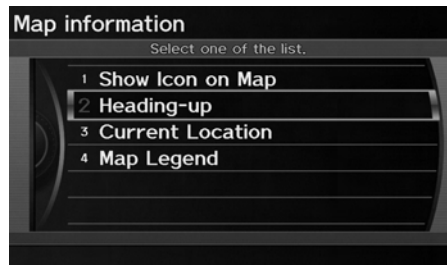 Map information
Select one of the list.
1 Show Icon on Map
2 Heading-up
3 Current Location
4 Map Legend